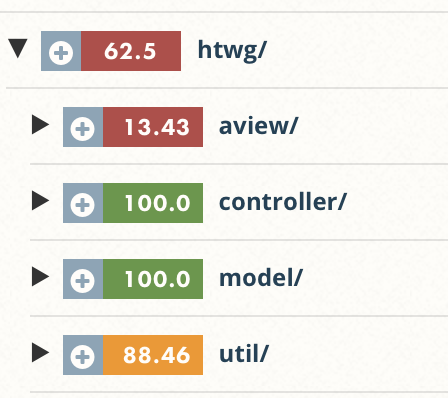 62.5 htwg/
13.43 aview/
100.0 controller/
100.0 model/
88.46 util/